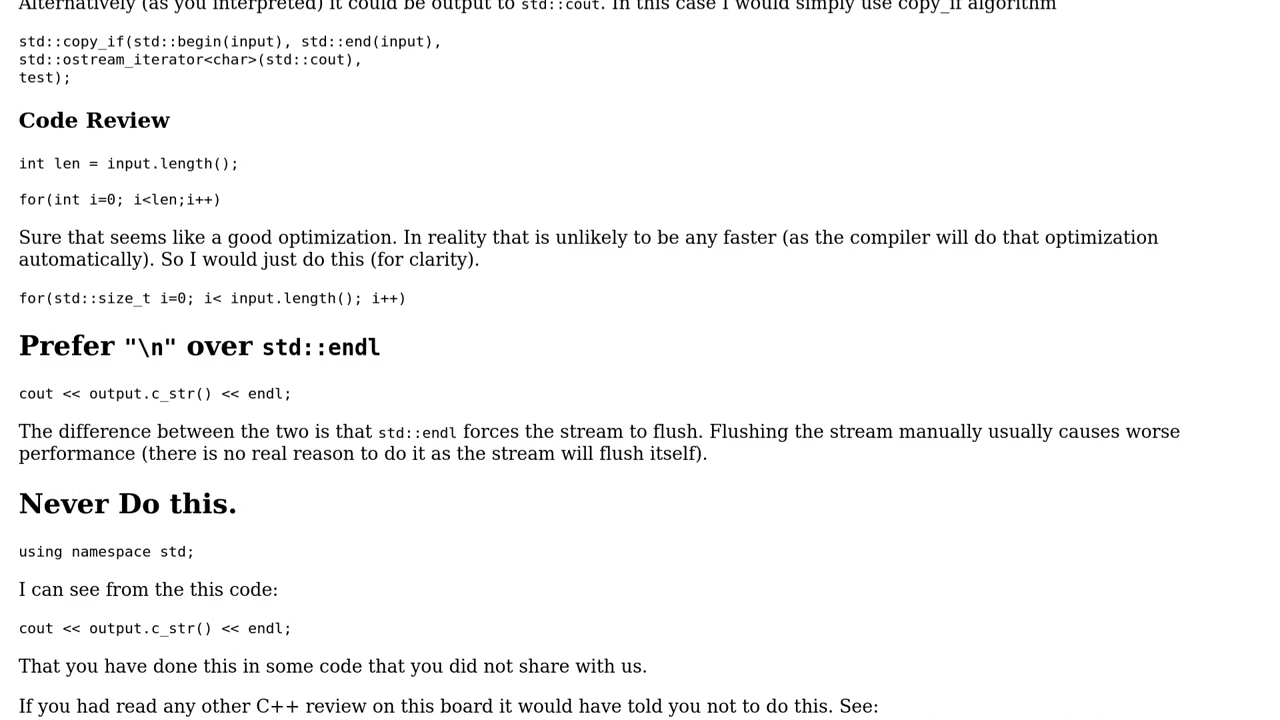 Alternatively (as you interpreted) it could be output to std::cout. In this case I would simply use copy_if algorithm
std::copy_if(std::begin(input), std::end(input),
std::ostream_iterator<char>(std::cout),
test);
Code Review
int len = input.length();
for(int i=0; i<len;i++)
Sure that seems like a good optimization. In reality that is unlikely to be any faster (as the compiler will do that optimization
automatically). So I would just do this (for clarity).
for(std::size_t i=0; i< input.length(); i++)
Prefer "\n" over std::endl
cout << output.c_str() << endl;
The difference between the two is that std::endl forces the stream to flush. Flushing the stream manually usually causes worse
performance (there is no real reason to do it as the stream will flush itself).
Never Do this.
using namespace std;
I can see from the this code:
cout << output.c_str() << endl;
That you have done this in some code that you did not share with us.
If you had read any other C++ review on this board it would have told you not to do this. See: